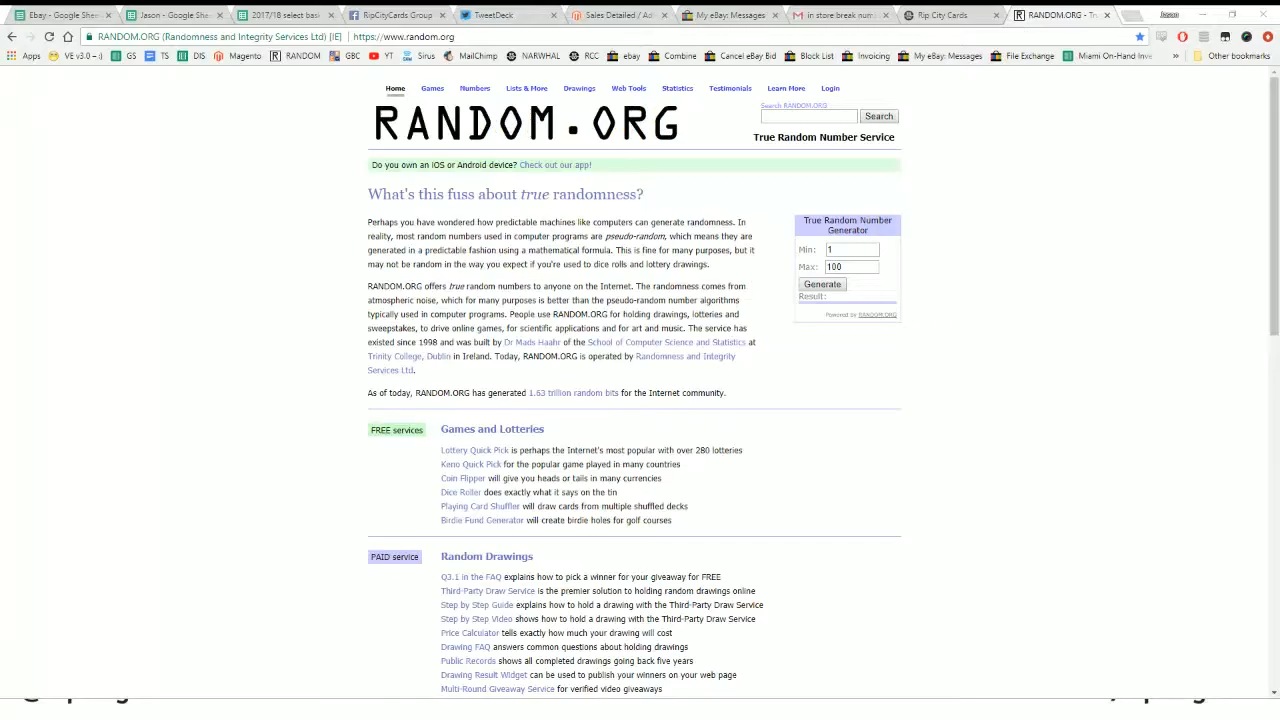 Ebay - Google She
Jason - Google She
2017/18 select bas
RipCityCards Group
TweetDeck
Sales Detailed / Ad
My eBay: Messages
in store break num
Rip City Cards
RANDOM.ORG - Tr
Jason
RANDOM.ORG (Randomness and Integrity Services Ltd) [IE] https://www.random.org
Apps VE v3.0 GS TS DIS Magento RANDOM GBC YT Sirus MailChimp NARWHAL RCC ebay Combine Cancel eBay Bid Block List Invoicing My eBay: Messages File Exchange Miami On-Hand Inve » Other bookmarks
Home Games Numbers Lists & More Drawings Web Tools Statistics Testimonials Learn More Login
RANDOM.ORG
Search RANDOM.ORG
Search
True Random Number Service
Do you own an iOS or Android device? Check out our app!
What's this fuss about true randomness?
Perhaps you have wondered how predictable machines like computers can generate randomness. In
reality, most random numbers used in computer programs are pseudo-random, which means they are
generated in a predictable fashion using a mathematical formula. This is fine for many purposes, but it
may not be random in the way you expect if you're used to dice rolls and lottery drawings.
RANDOM.ORG offers true random numbers to anyone on the Internet. The randomness comes from
atmospheric noise, which for many purposes is better than the pseudo-random number algorithms
typically used in computer programs. People use RANDOM.ORG for holding drawings, lotteries and
sweepstakes, to drive online games, for scientific applications and for art and music. The service has
existed since 1998 and was built by Dr Mads Haahr of the School of Computer Science and Statistics at
Trinity College, Dublin in Ireland. Today, RANDOM.ORG is operated by Randomness and Integrity
Services Ltd.
As of today, RANDOM.ORG has generated 1.63 trillion random bits for the Internet community.
True Random Number
Generator
Min: 1
Max: 100
Generate
Result:
Powered by RANDOM.ORG
FREE services
Games and Lotteries
Lottery Quick Pick is perhaps the Internet's most popular with over 280 lotteries
Keno Quick Pick for the popular game played in many countries
Coin Flipper will give you heads or tails in many currencies
Dice Roller does exactly what it says on the tin
Playing Card Shuffler will draw cards from multiple shuffled decks
Birdie Fund Generator will create birdie holes for golf courses
PAID service
Random Drawings
Q3.1 in the FAQ explains how to pick a winner for your giveaway for FREE
Third-Party Draw Service is the premier solution to holding random drawings online
Step by Step Guide explains how to hold a drawing with the Third-Party Draw Service
Step by Step Video shows how to hold a drawing with the Third-Party Draw Service
Price Calculator tells exactly how much your drawing will cost
Drawing FAQ answers common questions about holding drawings
Public Records shows all completed drawings going back five years
Drawing Result Widget can be used to publish your winners on your web page
Multi-Round Giveaway Service for verified video giveaways